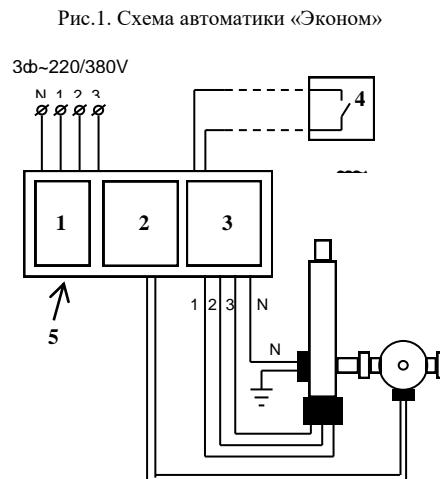 Рис.1. Схема автоматики «Эконом»
3ф~220/380V
N 1 2 3
4
1 2 3
1 2 3 N
5
N